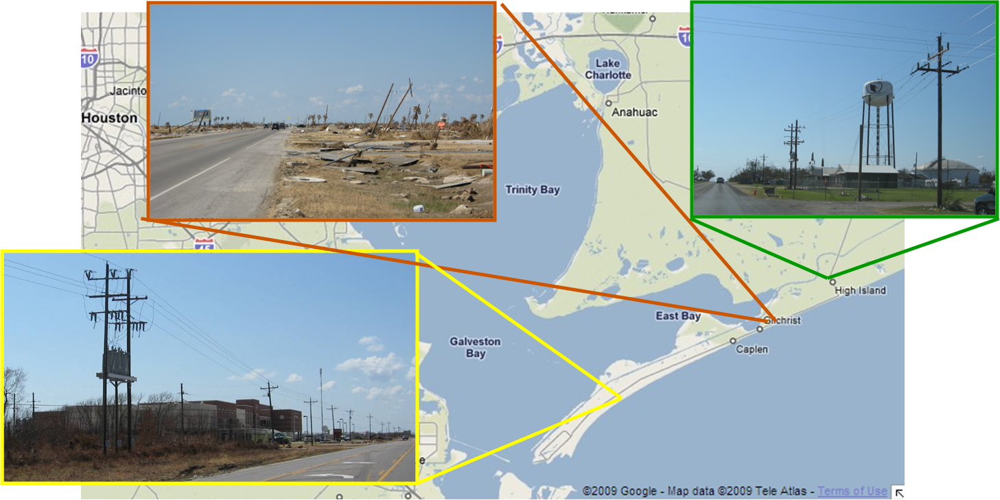 10
Jacinto
Houston
45
10
Lake
Charlotte
Anahuac
Trinity Bay
High Island
East Bay
Gilchrist
Caplen
Galveston
Bay
e
©2009 Google - Map data ©2009 Tele Atlas - Terms of Use